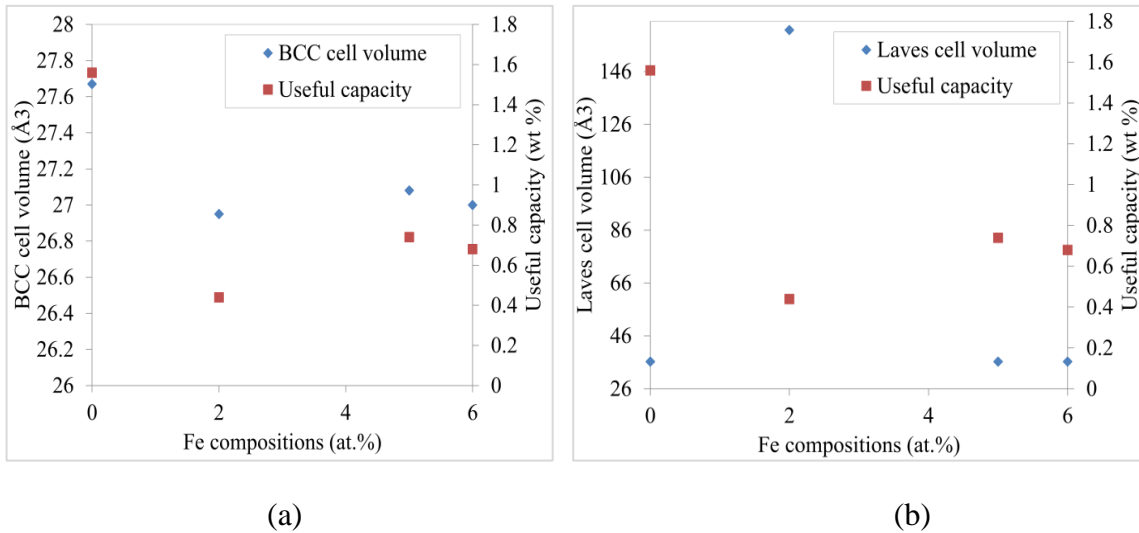 28
27.8
27.6
27.4
27.2
27
26.8
26.6
26.4
26.2
26
BCC cell volume (Å3)
BCC cell volume
Useful capacity
1.8
1.6
1.4
1.2
1
0.8
0.6
0.4
0.2
0
Useful capacity (wt %)
0 2 4 6
Fe compositions (at.%)
(a)
146
126
106
86
66
46
26
Laves cell volume (Å3)
Laves cell volume
Useful capacity
1.8
1.6
1.4
1.2
1
0.8
0.6
0.4
0.2
0
Useful capacity (wt %)
0 2 4 6
Fe compositions (at.%)
(b)